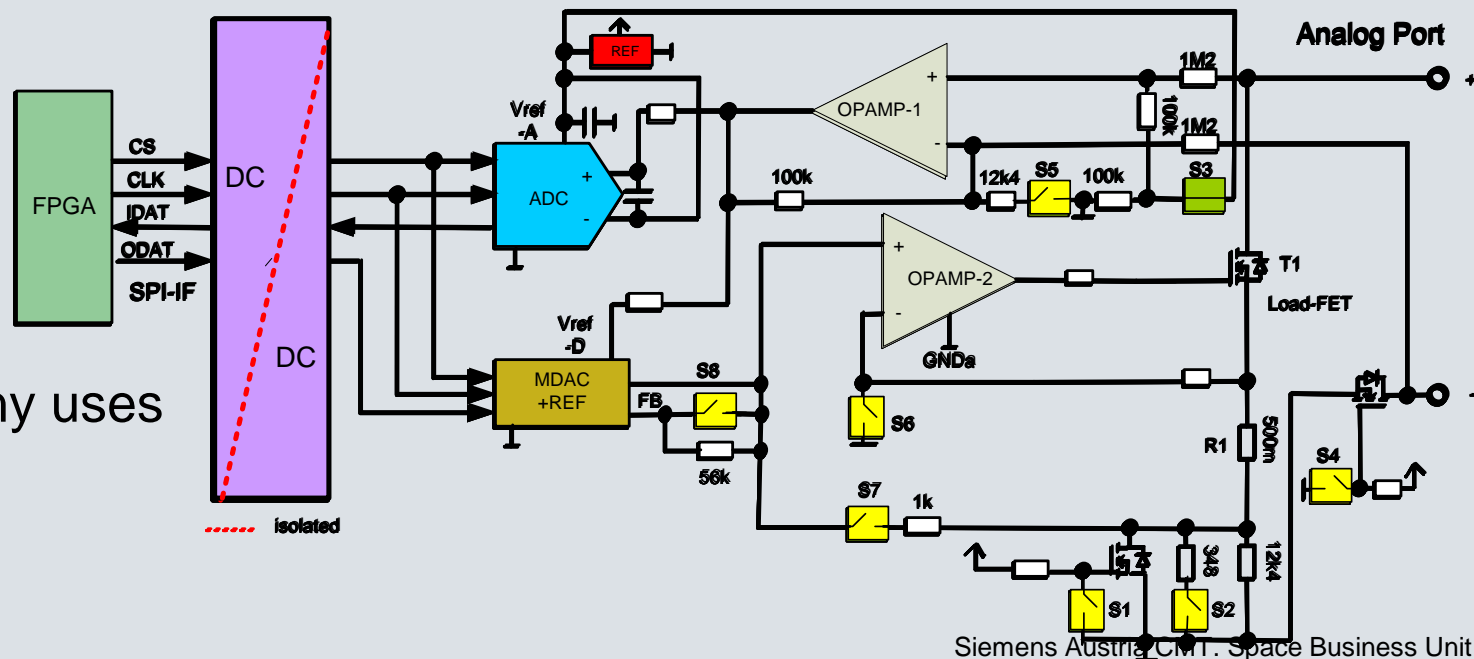 REF
Analog Port
1M2
+
OPAMP-1
+
-
100k
1M2
Vref
-A
FPGA
CS
CLK
IDAT
ODAT
SPI-IF
DC
DC
ADC
+
-
100k
12k4
S5
100k
S3
OPAMP-2
+
-
GNDa
T1
Load-FET
Vref
-D
MDAC
+REF
FB
S8
56k
S6
R1
500m
-
S4
ny uses
S7
1k
isolated
348
12k4
S1
S2
Siemens Austria CMT. Space Business Unit